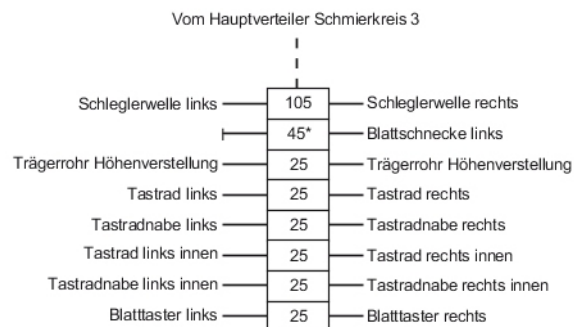 Vom Hauptverteiler Schmierkreis 3
Schleglerwelle links 105 Schleglerwelle rechts
45* Blattschnecke links
Trägerrohr Höhenverstellung 25 Trägerrohr Höhenverstellung
Tastrad links 25 Tastrad rechts
Tastradnabe links 25 Tastradnabe rechts
Tastrad links innen 25 Tastrad rechts innen
Tastradnabe links innen 25 Tastradnabe rechts innen
Blatttaster links 25 Blatttaster rechts